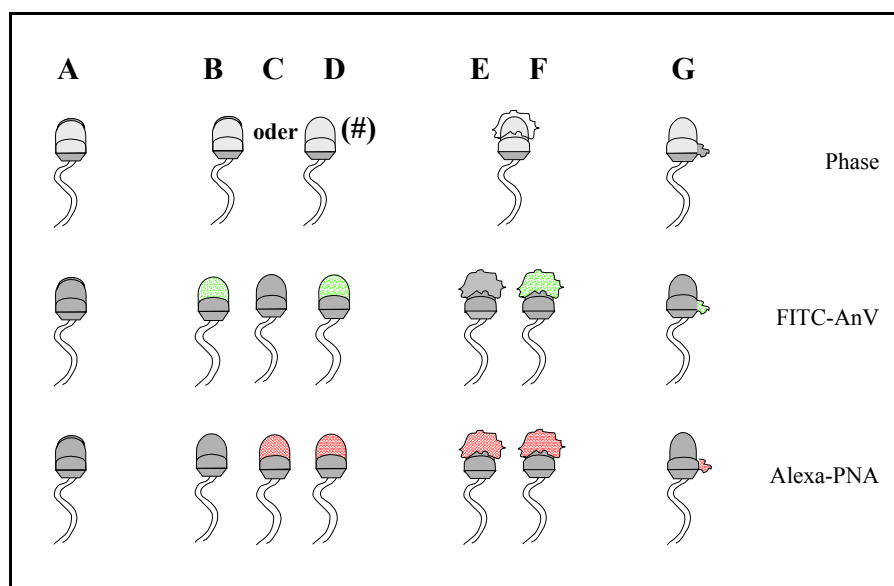 A B C D E F G
oder (#)
Phase
FITC-AnV
Alexa-PNA